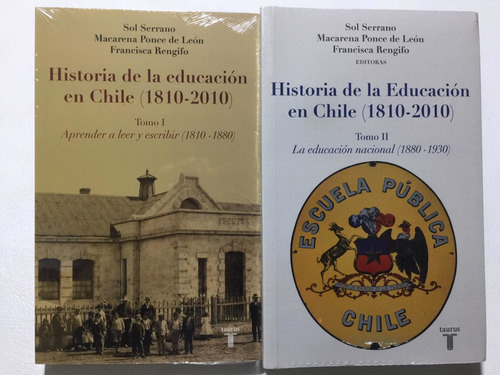 Sol Serrano
Macarena Ponce de León
Francisca Rengifo
Historia de la educación
en Chile (1810-2010)
Tomo I
Aprender a leer y escribir (1810 -1880)
ESCUELA
taurus
T
Sol Serrano
Macarena Ponce de León
Francisca Rengifo
EDITORAS
Historia de la Educación
en Chile (1810-2010)
Tomo II
La educación nacional (1880 -1930)
ESCUELA PÚBLICA
CHILE
taurus
T